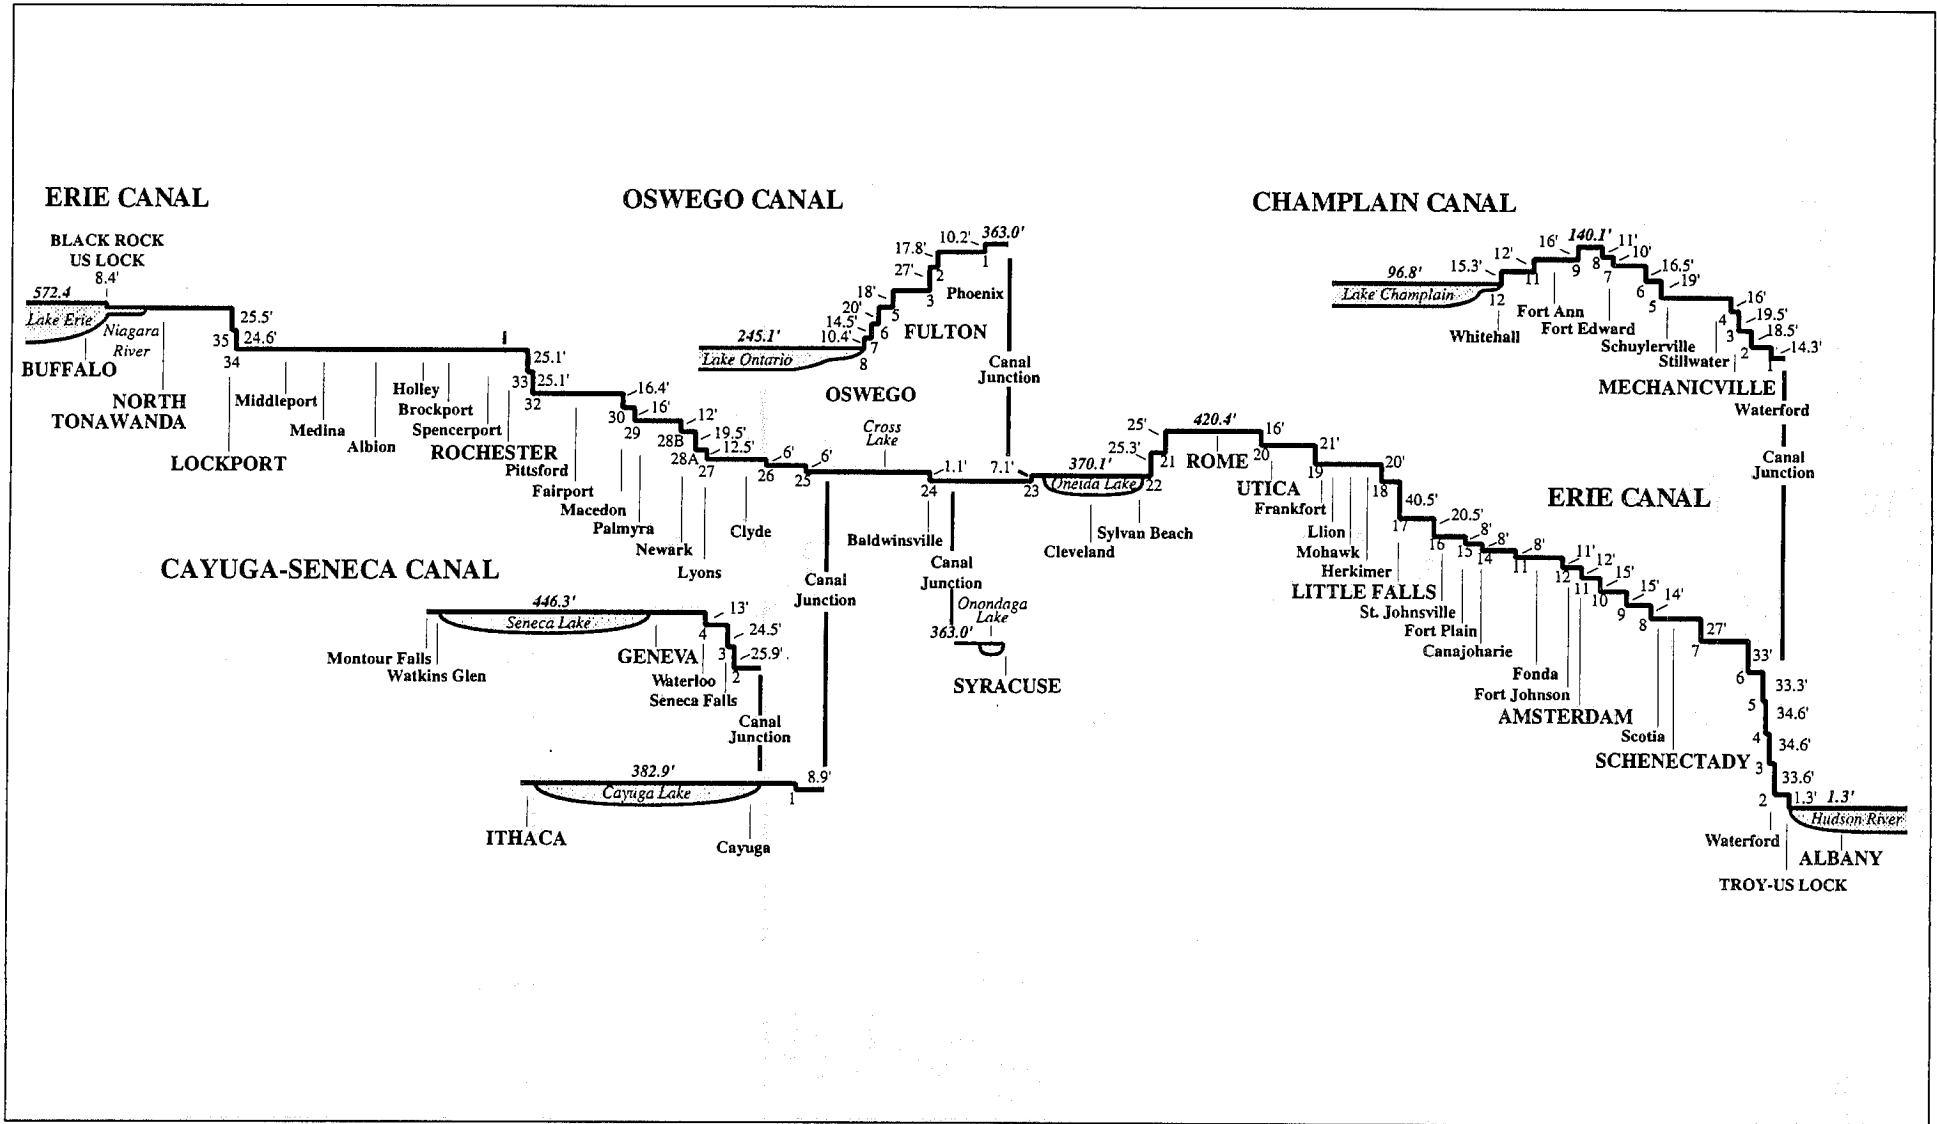 ERIE CANAL
BLACK ROCK
US LOCK
8.4'
572.4
Lake Erie
Niagara
River
BUFFALO
NORTH
TONAWANDA
35
25.5'
24.6'
34
LOCKPORT
Middleport
Medina
Albion
Holley
Brockport
Spencerport
ROCHESTER
Pittsford
Fairport
Macedon
Palmyra
Newark
Lyons
Clyde
25.1'
33
25.1'
32
16.4'
30
16'
29
12'
28B
19.5'
28A
12.5'
27
6'
26
6'
25
Cross
Lake
1.1'
24
Baldwinsville
7.1'
23
OSWEGO CANAL
245.1'
Lake Ontario
10.4'
8
14.5'
7
20'
6
18'
5
27'
3
17.8'
2
10.2'
1
363.0'
Phoenix
FULTON
OSWEGO
Canal
Junction
CAYUGA-SENECA CANAL
446.3'
Seneca Lake
Montour Falls
Watkins Glen
GENEVA
Waterloo
Seneca Falls
13'
4
24.5'
3
25.9'
2
Canal
Junction
382.9'
Cayuga Lake
8.9'
1
ITHACA
Cayuga
Canal
Junction
Canal
Junction
Onondaga
Lake
363.0'
SYRACUSE
370.1'
Oneida Lake
22
Cleveland
Sylvan Beach
25.3'
25'
21
420.4'
ROME
16'
20
UTICA
21'
19
Frankfort
Llion
Mohawk
Herkimer
20'
18
40.5'
17
LITTLE FALLS
20.5'
16
St. Johnsville
8'
15
Fort Plain
8'
14
Canajoharie
8'
11
Fonda
11'
12
Fort Johnson
12'
11
AMSTERDAM
15'
10
15'
9
14'
8
Scotia
SCHENECTADY
27'
7
33'
6
33.3'
5
34.6'
4
34.6'
3
33.6'
2
1.3'
1.3'
Hudson River
Waterford
ALBANY
TROY-US LOCK
ERIE CANAL
CHAMPLAIN CANAL
96.8'
Lake Champlain
15.3'
12
Whitehall
12'
11
Fort Ann
16'
9
140.1'
11'
8
10'
7
Fort Edward
16.5'
6
19'
5
Schuylerville
Stillwater
16'
4
19.5'
3
18.5'
2
14.3'
1
MECHANICVILLE
Waterford
Canal
Junction